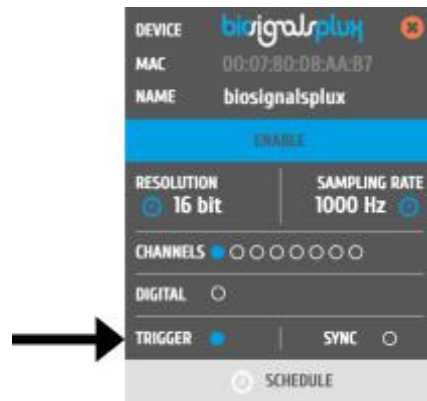 DEVICE biosignalsplux
MAC 00:07:80:D8:AA:B7
NAME biosignalsplux
ENABLE
RESOLUTION SAMPLING RATE
16 bit 1000 Hz
CHANNELS
DIGITAL
TRIGGER SYNC
SCHEDULE